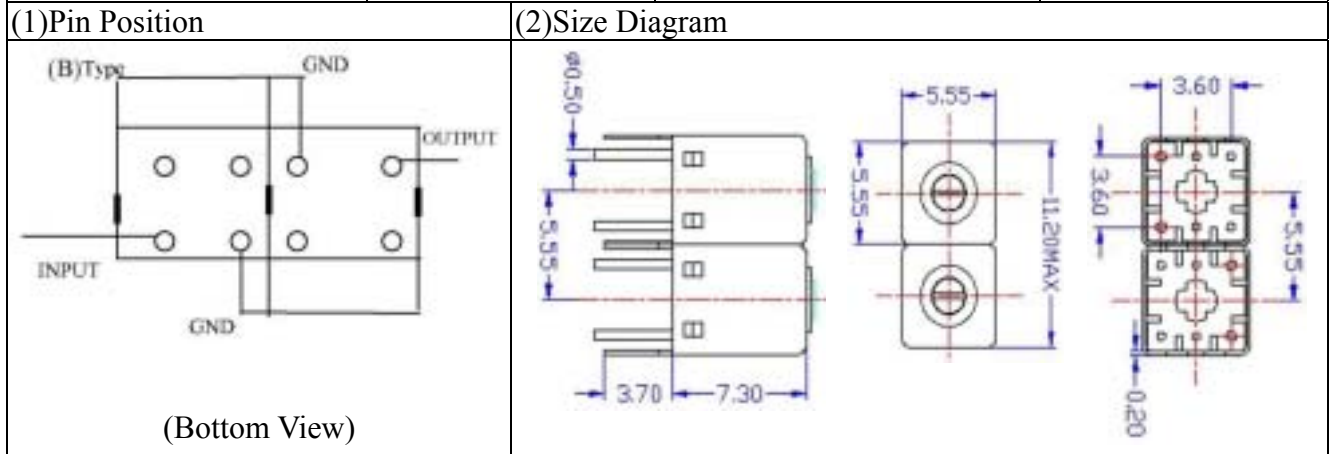 (1)Pin Position
(2)Size Diagram
(B)Type
GND
OUTPUT
INPUT
GND
(Bottom View)
ø0.50
5.55
3.70
7.30
5.55
5.55
11.20MAX
3.60
3.60
5.55
0.20